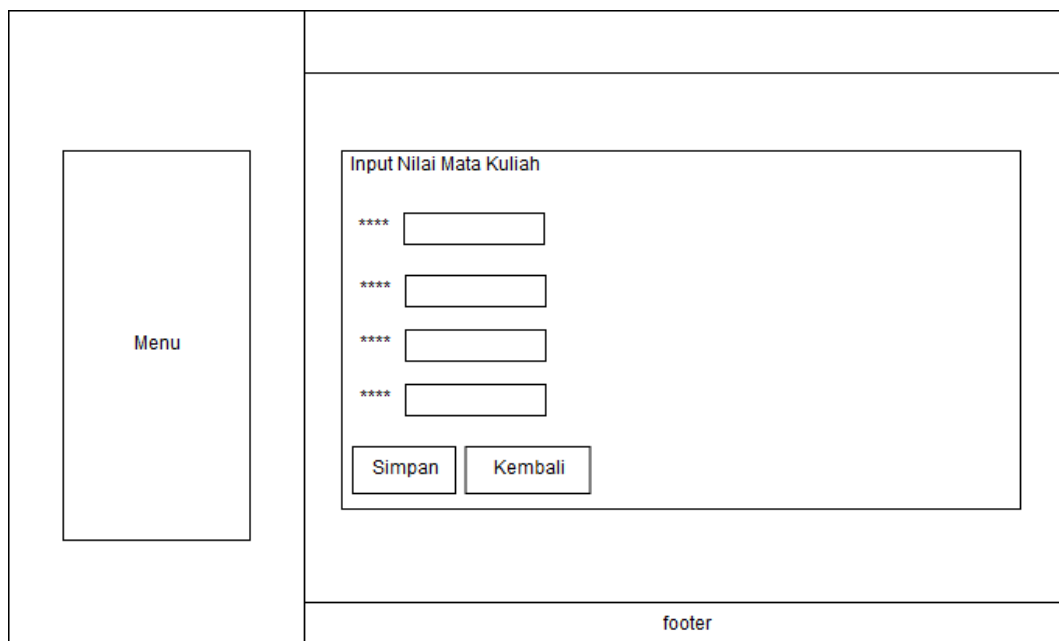 Menu
Input Nilai Mata Kuliah
****
****
****
****
Simpan Kembali
footer